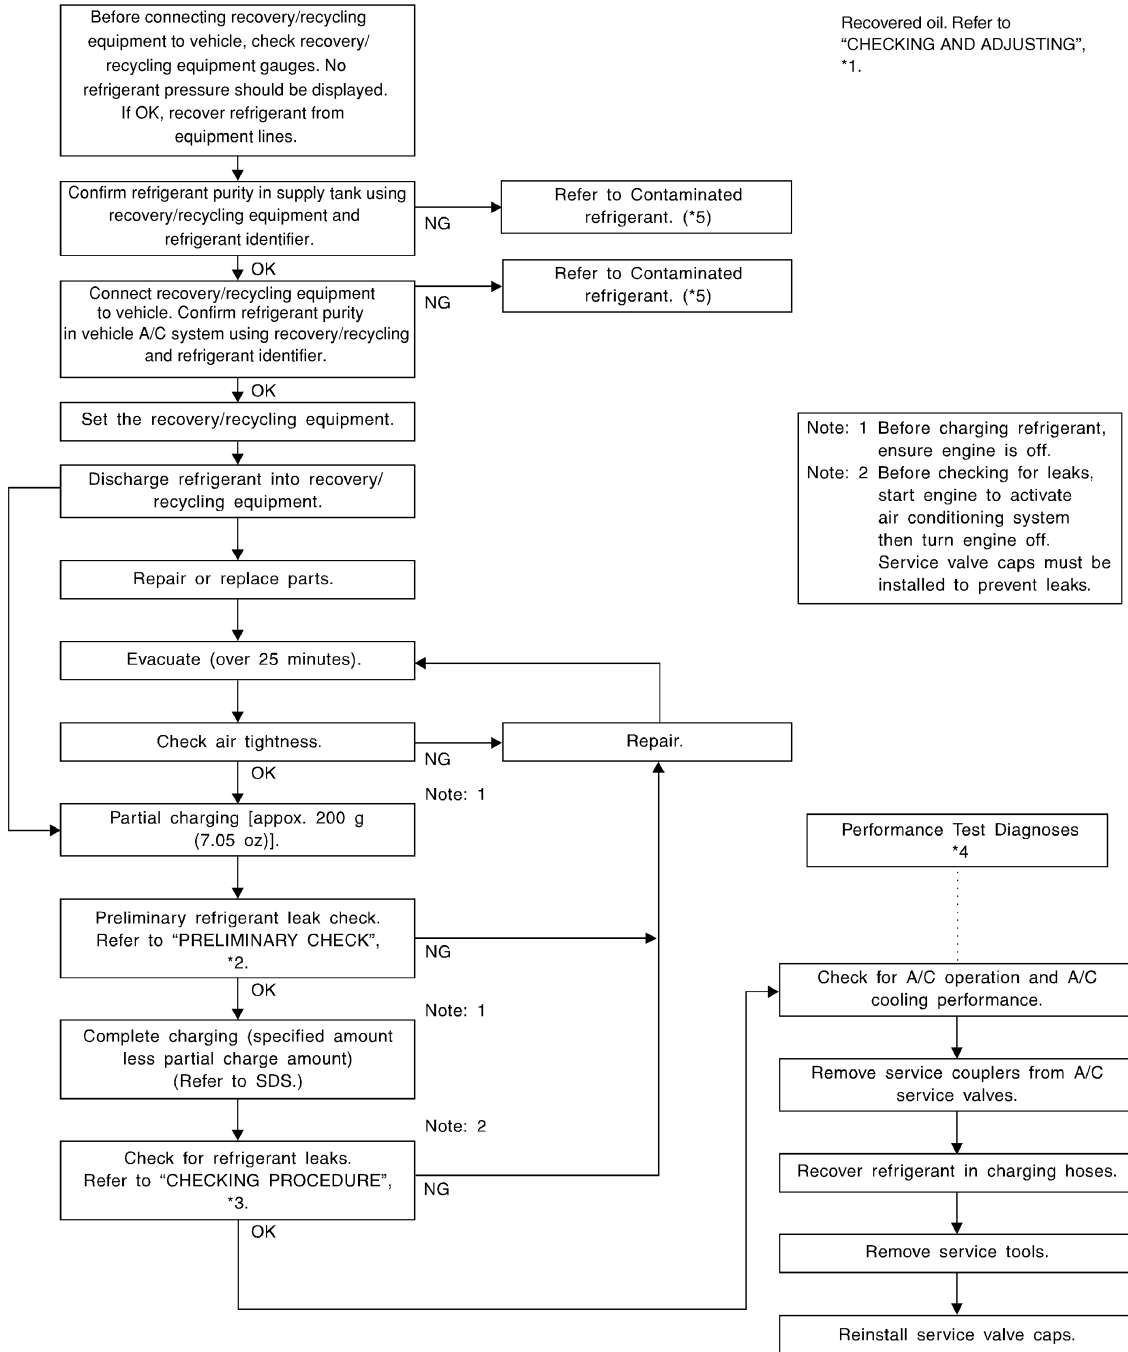 Before connecting recovery/recycling
equipment to vehicle, check recovery/
recycling equipment gauges. No
refrigerant pressure should be displayed.
If OK, recover refrigerant from
equipment lines.
Recovered oil. Refer to
“CHECKING AND ADJUSTING”,
*1.
Confirm refrigerant purity in supply tank using
recovery/recycling equipment and
refrigerant identifier.
NG
Refer to Contaminated
refrigerant. (*5)
OK
Connect recovery/recycling equipment
to vehicle. Confirm refrigerant purity
in vehicle A/C system using recovery/recycling
and refrigerant identifier.
NG
Refer to Contaminated
refrigerant. (*5)
OK
Set the recovery/recycling equipment.
Note: 1 Before charging refrigerant,
ensure engine is off.
Note: 2 Before checking for leaks,
start engine to activate
air conditioning system
then turn engine off.
Service valve caps must be
installed to prevent leaks.
Discharge refrigerant into recovery/
recycling equipment.
Repair or replace parts.
Evacuate (over 25 minutes).
Check air tightness.
NG
Repair.
OK
Note: 1
Partial charging [appox. 200 g
(7.05 oz)].
Preliminary refrigerant leak check.
Refer to “PRELIMINARY CHECK”,
*2.
NG
OK
Note: 1
Complete charging (specified amount
less partial charge amount)
(Refer to SDS.)
Note: 2
Check for refrigerant leaks.
Refer to “CHECKING PROCEDURE”,
*3.
NG
OK
Performance Test Diagnoses
*4
Check for A/C operation and A/C
cooling performance.
Remove service couplers from A/C
service valves.
Recover refrigerant in charging hoses.
Remove service tools.
Reinstall service valve caps.